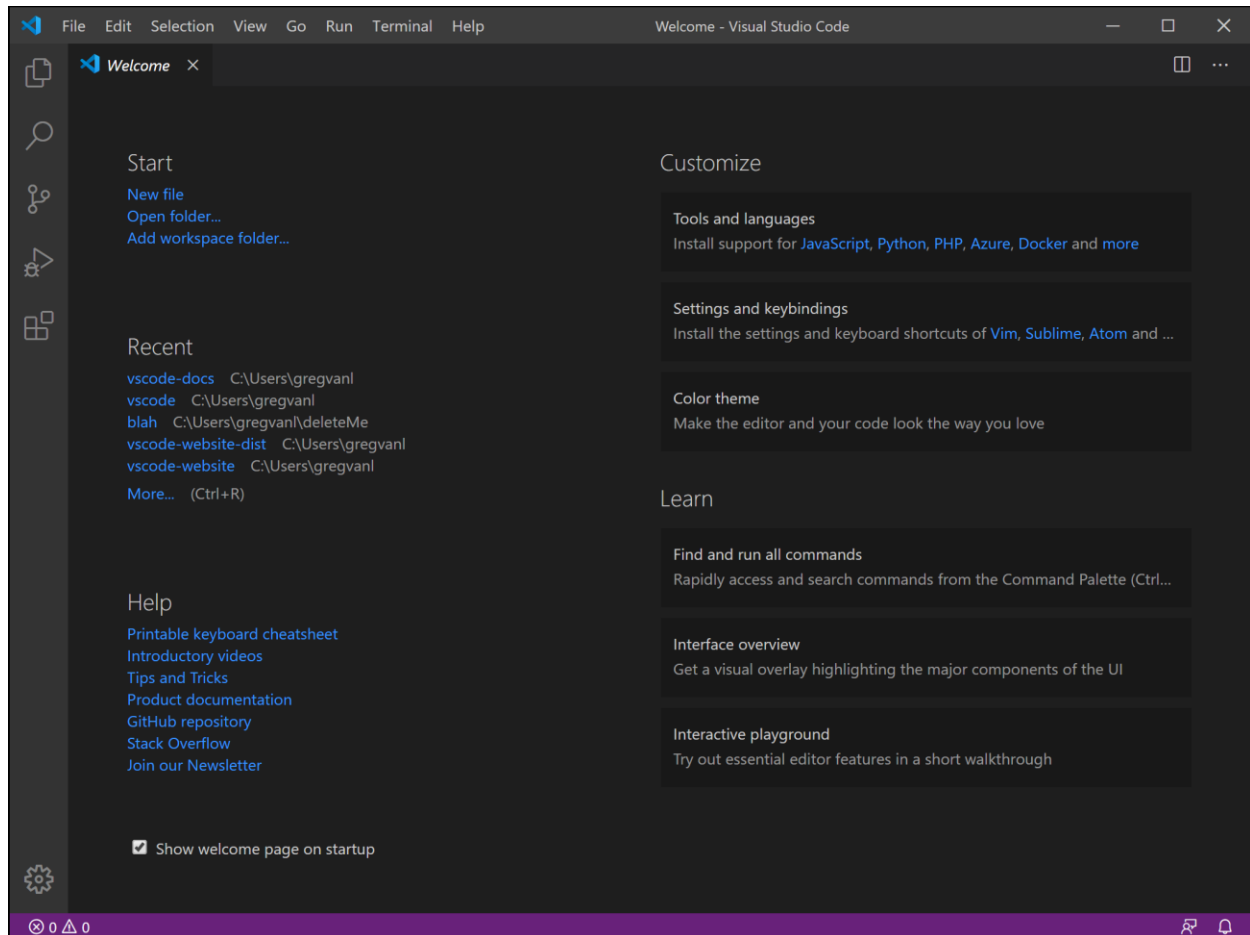 File Edit Selection View Go Run Terminal Help Welcome - Visual Studio Code
Welcome
Start
New file
Open folder...
Add workspace folder...
Recent
vscode-docs C:\Users\gregvanl
vscode C:\Users\gregvanl
blah C:\Users\gregvanl\deleteMe
vscode-website-dist C:\Users\gregvanl
vscode-website C:\Users\gregvanl
More... (Ctrl+R)
Help
Printable keyboard cheatsheet
Introductory videos
Tips and Tricks
Product documentation
GitHub repository
Stack Overflow
Join our Newsletter
Show welcome page on startup
Customize
Tools and languages
Install support for JavaScript, Python, PHP, Azure, Docker and more
Settings and keybindings
Install the settings and keyboard shortcuts of Vim, Sublime, Atom and ...
Color theme
Make the editor and your code look the way you love
Learn
Find and run all commands
Rapidly access and search commands from the Command Palette (Ctrl...
Interface overview
Get a visual overlay highlighting the major components of the UI
Interactive playground
Try out essential editor features in a short walkthrough
0 0